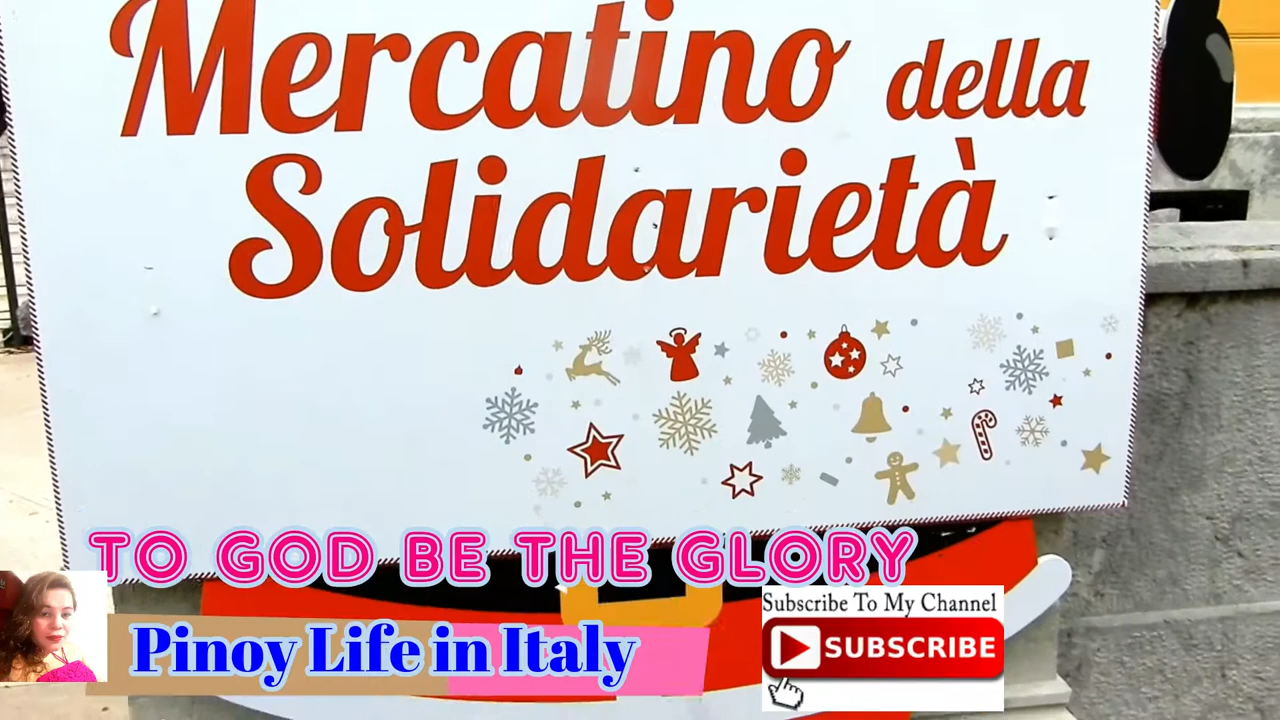 Mercatino della
Solidarietà
TO GOD BE THE GLORY
Pinoy Life in Italy
Subscribe To My Channel
SUBSCRIBE